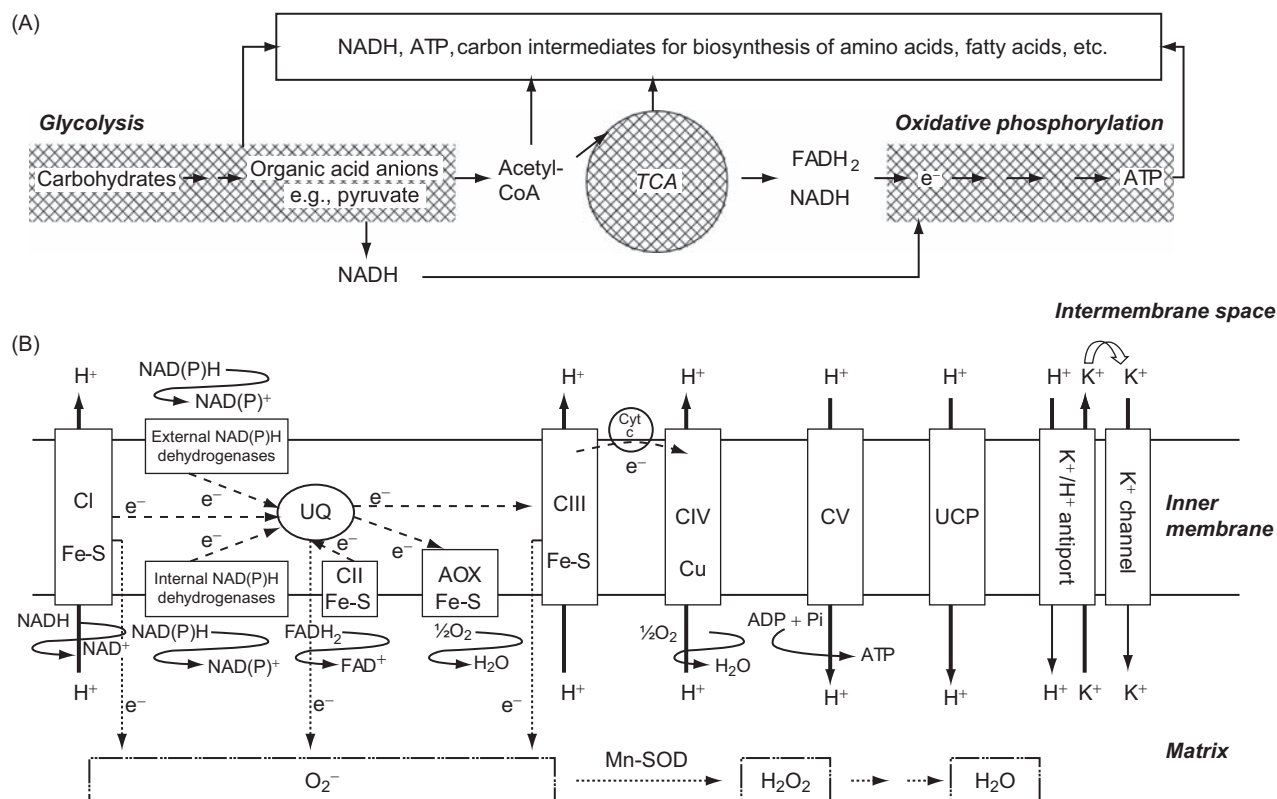 (A)
NADH, ATP, carbon intermediates for biosynthesis of amino acids, fatty acids, etc.
Glycolysis
Oxidative phosphorylation
Carbohydrates
Organic acid anions
e.g., pyruvate
Acetyl-
CoA
TCA
FADH₂
NADH
e⁻
ATP
NADH
Intermembrane space
(B)
H⁺
NAD(P)H
NAD(P)⁺
H⁺
H⁺
H⁺
H⁺
H⁺
K⁺
K⁺
External NAD(P)H
dehydrogenases
Cyt
c
e⁻
CI
Fe-S
e⁻
e⁻
e⁻
UQ
e⁻
e⁻
e⁻
CIII
Fe-S
CIV
Cu
CV
UCP
K⁺/H⁺ antiport
K⁺ channel
Inner
membrane
Internal NAD(P)H
dehydrogenases
CII
Fe-S
AOX
Fe-S
NADH
NAD⁺
NAD(P)H
NAD(P)⁺
FADH₂
FAD⁺
½O₂
H₂O
½O₂
H₂O
ADP + Pi
ATP
H⁺
H⁺
H⁺
H⁺
H⁺
H⁺
K⁺
K⁺
e⁻
e⁻
e⁻
Matrix
O₂⁻
Mn-SOD
H₂O₂
H₂O